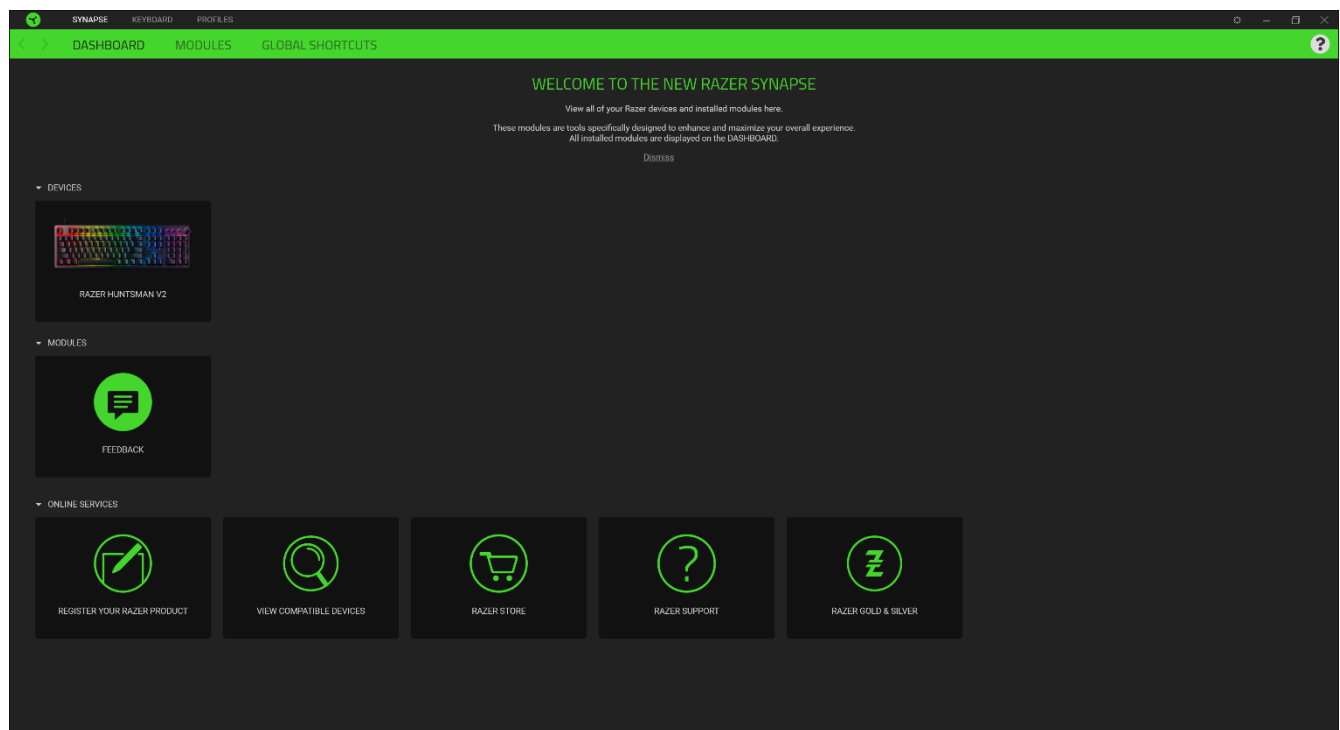 SYNAPSE KEYBOARD PROFILES
DASHBOARD MODULES GLOBAL SHORTCUTS
?
WELCOME TO THE NEW RAZER SYNAPSE
View all of your Razer devices and installed modules here.
These modules are tools specifically designed to enhance and maximize your overall experience.
All installed modules are displayed on the DASHBOARD.
Dismiss
DEVICES
RAZER HUNTSMAN V2
MODULES
FEEDBACK
ONLINE SERVICES
REGISTER YOUR RAZER PRODUCT
VIEW COMPATIBLE DEVICES
RAZER STORE
RAZER SUPPORT
RAZER GOLD & SILVER